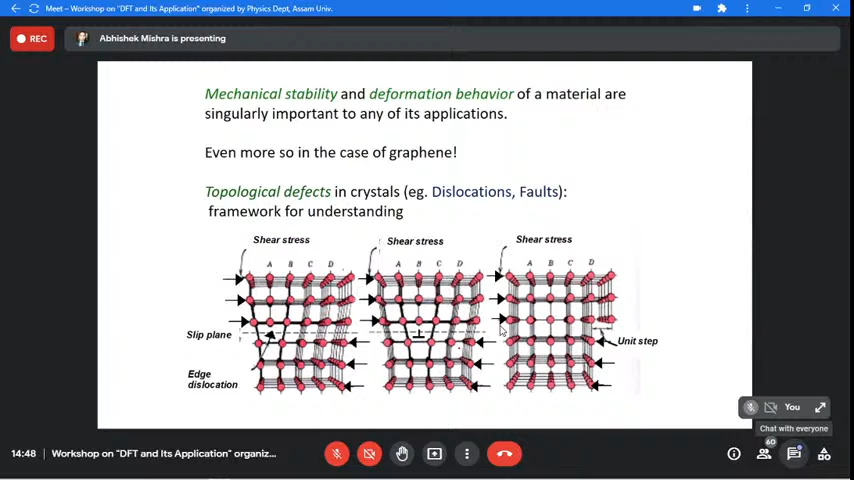 Meet – Workshop on "DFT and Its Application" organized by Physics Dept, Assam Univ.
REC
Abhishek Mishra is presenting
Mechanical stability and deformation behavior of a material are
singularly important to any of its applications.
Even more so in the case of graphene!
Topological defects in crystals (eg. Dislocations, Faults):
framework for understanding
Shear stress
Shear stress
Shear stress
A B C D
A B C D
A B C D
Slip plane
Unit step
Edge
dislocation
You
Chat with everyone
60
14:48
Workshop on "DFT and Its Application" organiz...